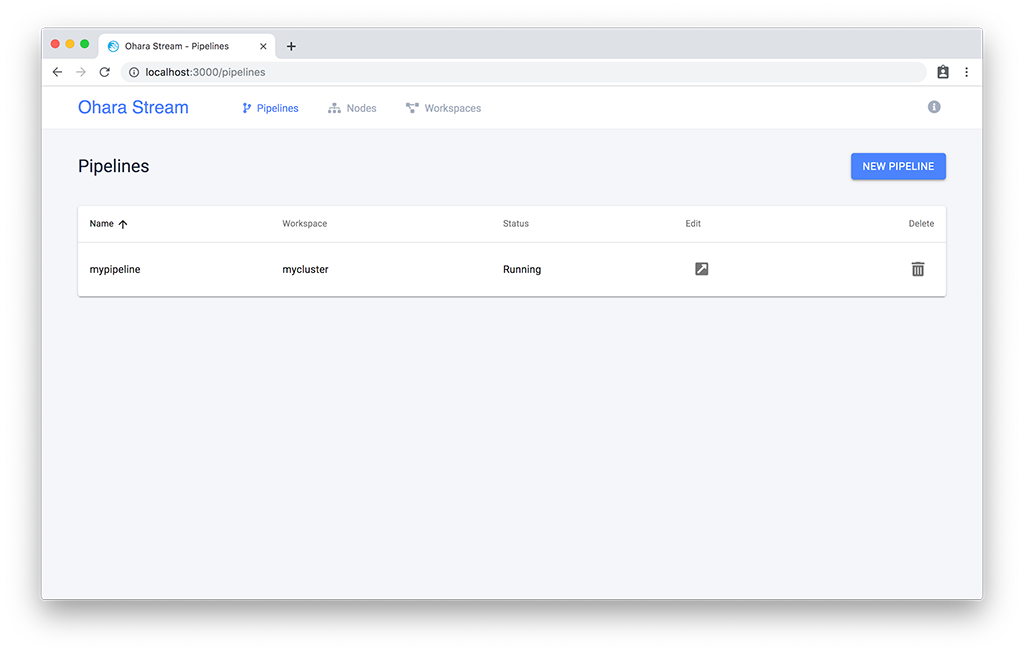 Ohara Stream - Pipelines
localhost:3000/pipelines
Ohara Stream Pipelines Nodes Workspaces
Pipelines NEW PIPELINE
Name Workspace Status Edit Delete
mypipeline mycluster Running